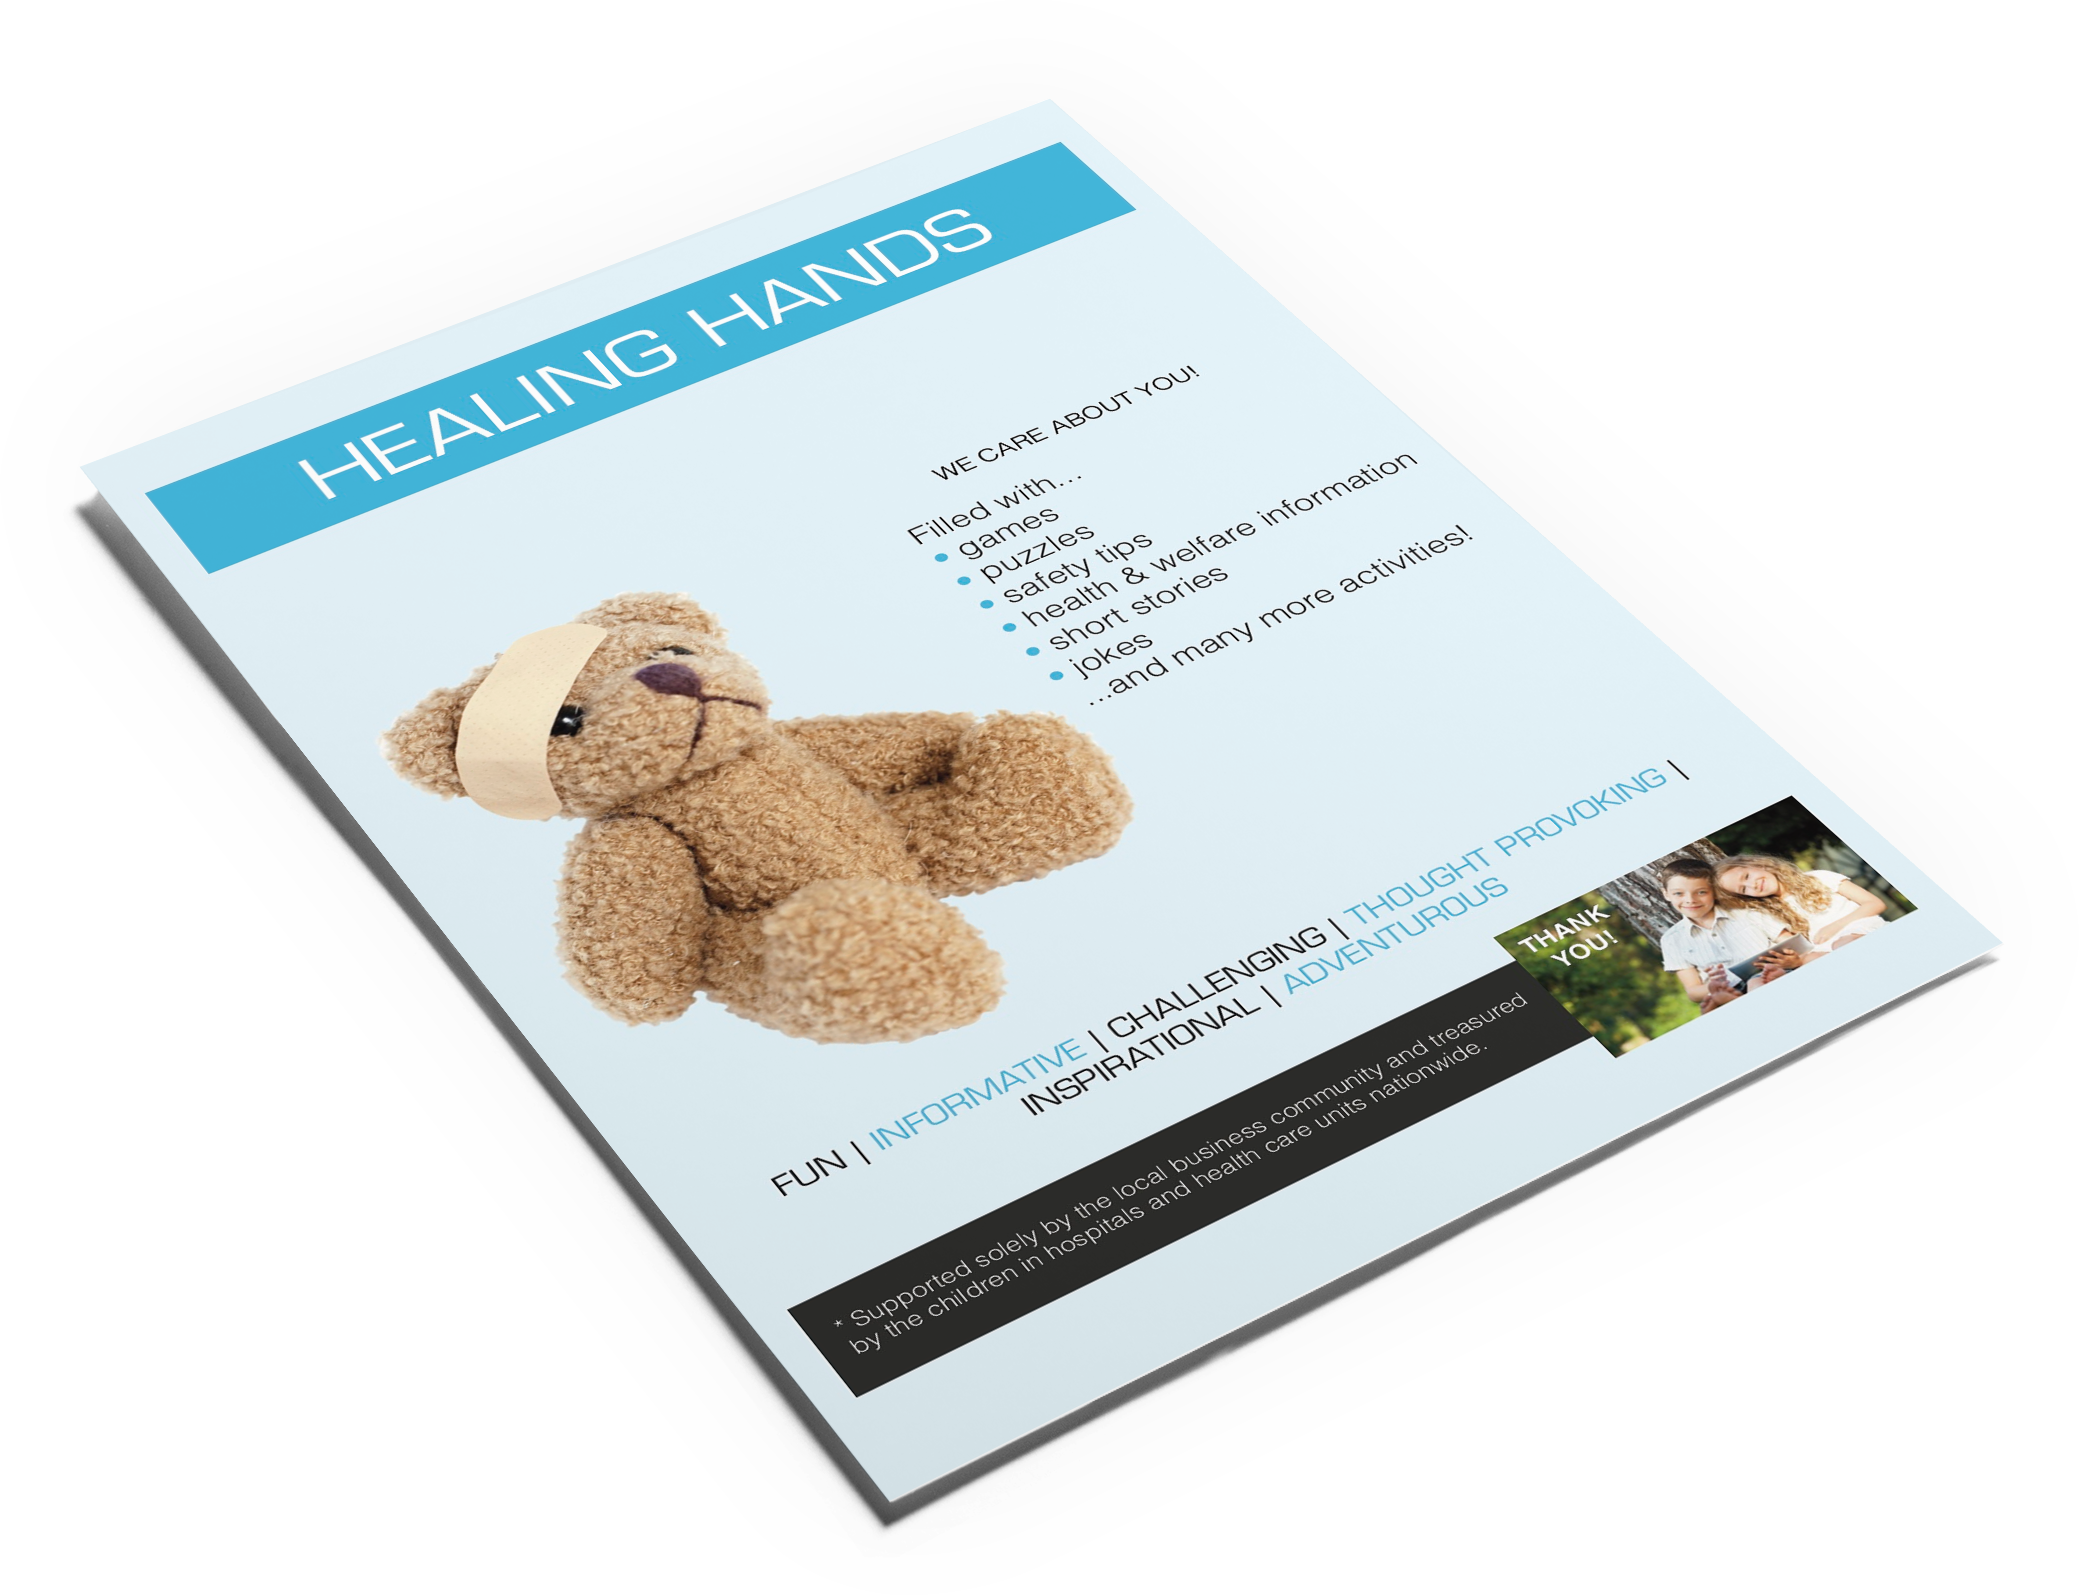 HEALING HANDS
WE CARE ABOUT YOU!
Filled with...
• games
• puzzles
• safety tips
• health & welfare information
• short stories
• jokes
...and many more activities!
FUN | INFORMATIVE | CHALLENGING | THOUGHT PROVOKING |
INSPIRATIONAL | ADVENTUROUS
THANK
YOU!
* Supported solely by the local business community and treasured
by the children in hospitals and health care units nationwide.